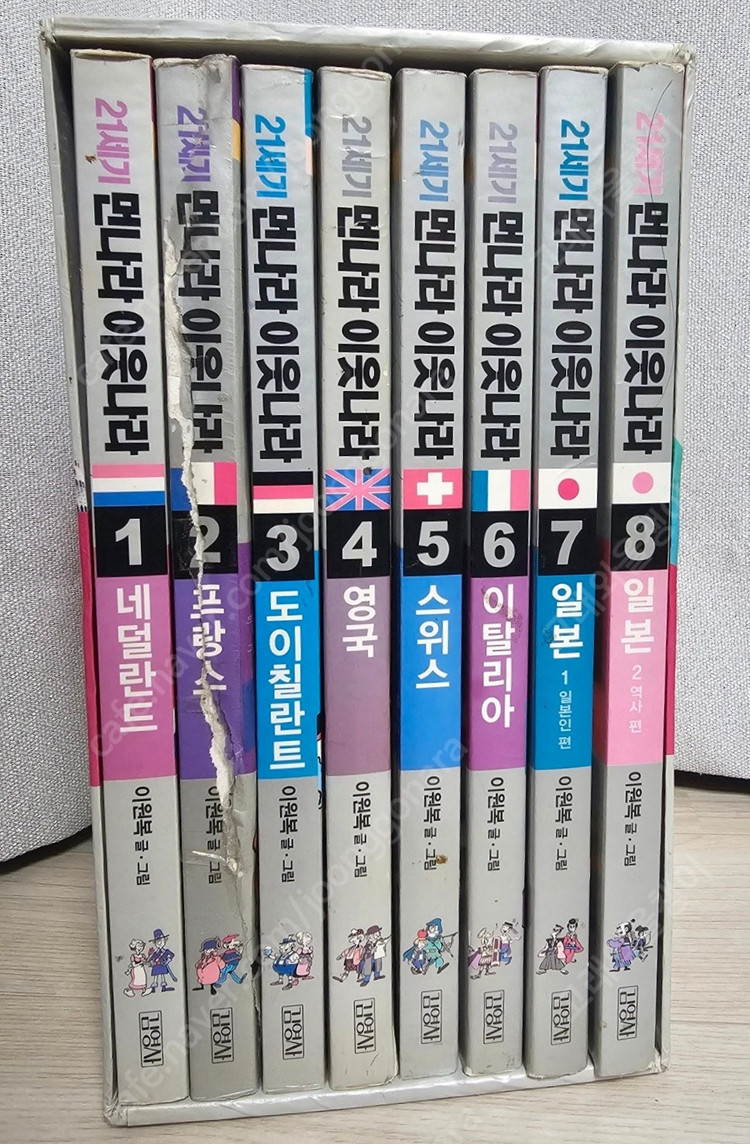 21세기 먼나라 이웃나라
1
네덜란드
이원복 글·그림
김영사
21세기 먼나라 이웃나라
2
프랑스
이원복 글·그림
김영사
21세기 먼나라 이웃나라
3
도이칠란트
이원복 글·그림
김영사
21세기 먼나라 이웃나라
4
영국
이원복 글·그림
김영사
21세기 먼나라 이웃나라
5
스위스
이원복 글·그림
김영사
21세기 먼나라 이웃나라
6
이탈리아
이원복 글·그림
김영사
21세기 먼나라 이웃나라
7
일본
1 일본인 편
이원복 글·그림
김영사
21세기 먼나라 이웃나라
8
일본
2 역사 편
이원복 글·그림
김영사
cafe.naver.com/joonggonara